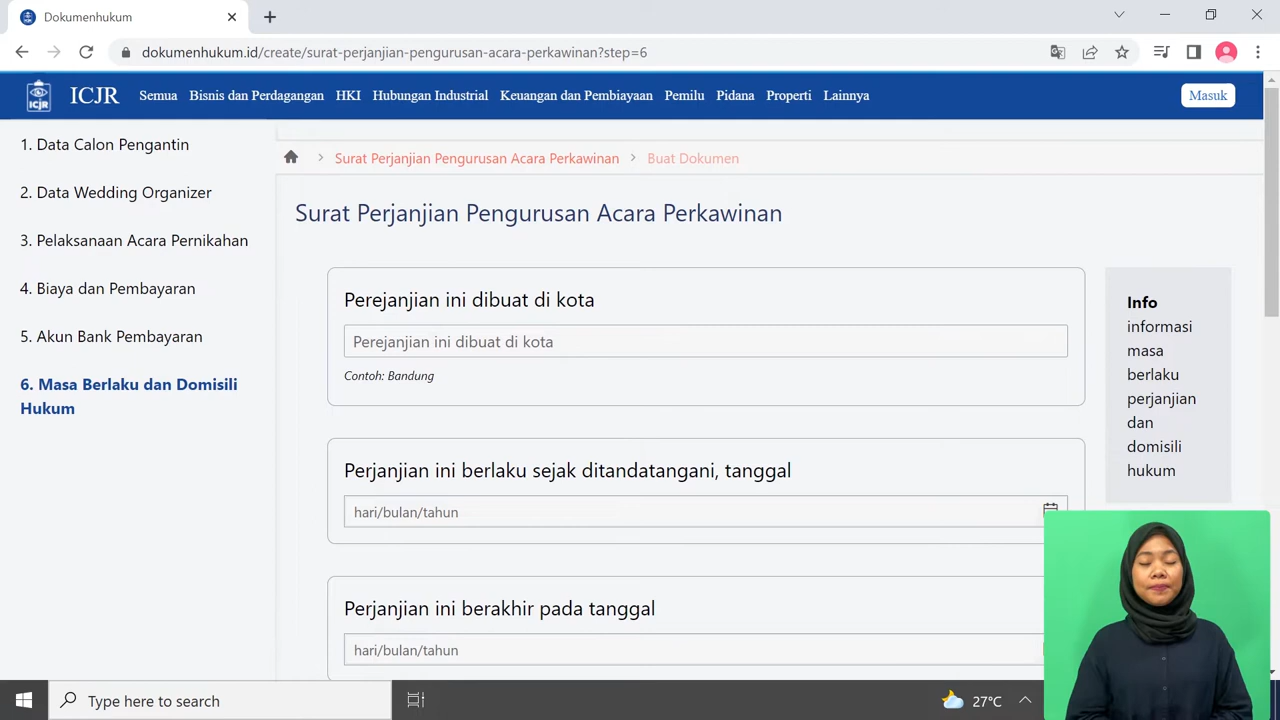 Dokumenhukum
dokumenhukum.id/create/surat-perjanjian-pengurusan-acara-perkawinan?step=6
ICJR
ICJR
Semua
Bisnis dan Perdagangan
HKI
Hubungan Industrial
Keuangan dan Pembiayaan
Pemilu
Pidana
Properti
Lainnya
Masuk
1. Data Calon Pengantin
2. Data Wedding Organizer
3. Pelaksanaan Acara Pernikahan
4. Biaya dan Pembayaran
5. Akun Bank Pembayaran
6. Masa Berlaku dan Domisili
Hukum
Surat Perjanjian Pengurusan Acara Perkawinan
Buat Dokumen
Surat Perjanjian Pengurusan Acara Perkawinan
Perejanjian ini dibuat di kota
Perejanjian ini dibuat di kota
Contoh: Bandung
Perjanjian ini berlaku sejak ditandatangani, tanggal
hari/bulan/tahun
Perjanjian ini berakhir pada tanggal
hari/bulan/tahun
Info
informasi
masa
berlaku
perjanjian
dan
domisili
hukum
Type here to search
27°C